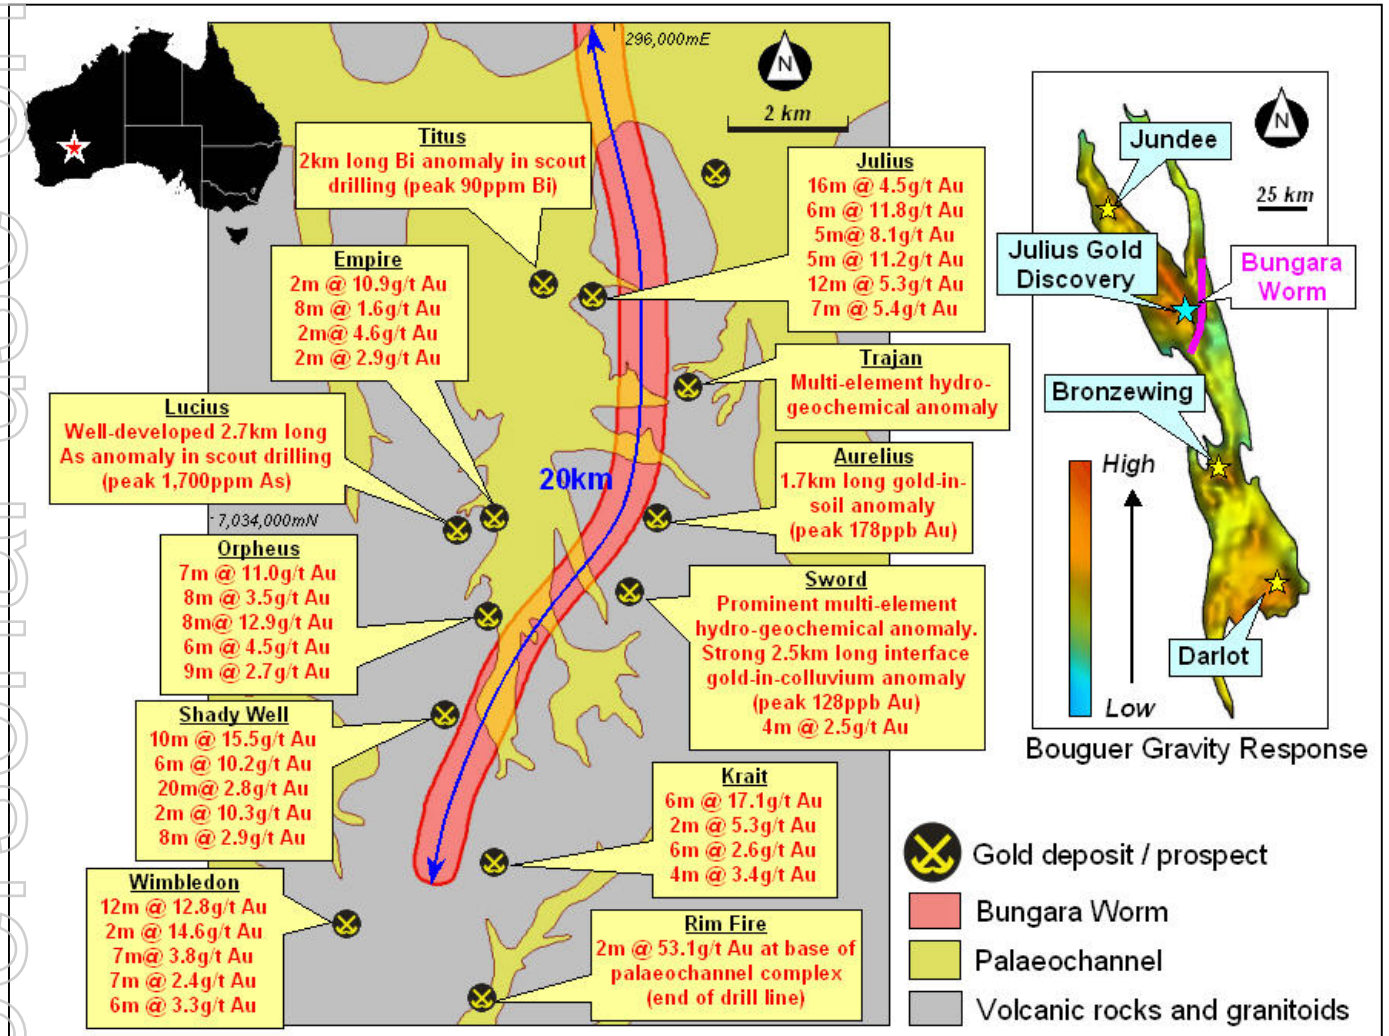 296,000mE
N
2 km
Titus
2km long Bi anomaly in scout
drilling (peak 90ppm Bi)
Julius
16m @ 4.5g/t Au
6m @ 11.8g/t Au
5m@ 8.1g/t Au
5m @ 11.2g/t Au
12m @ 5.3g/t Au
7m @ 5.4g/t Au
Empire
2m @ 10.9g/t Au
8m @ 1.6g/t Au
2m@ 4.6g/t Au
2m @ 2.9g/t Au
Trajan
Multi-element hydro-
geochemical anomaly
Lucius
Well-developed 2.7km long
As anomaly in scout drilling
(peak 1,700ppm As)
Aurelius
1.7km long gold-in-
soil anomaly
(peak 178ppb Au)
20km
7,034,000mN
Orpheus
7m @ 11.0g/t Au
8m @ 3.5g/t Au
8m@ 12.9g/t Au
6m @ 4.5g/t Au
9m @ 2.7g/t Au
Sword
Prominent multi-element
hydro-geochemical anomaly.
Strong 2.5km long interface
gold-in-colluvium anomaly
(peak 128ppb Au)
4m @ 2.5g/t Au
Shady Well
10m @ 15.5g/t Au
6m @ 10.2g/t Au
20m@ 2.8g/t Au
2m @ 10.3g/t Au
8m @ 2.9g/t Au
Krait
6m @ 17.1g/t Au
2m @ 5.3g/t Au
6m @ 2.6g/t Au
4m @ 3.4g/t Au
Wimbledon
12m @ 12.8g/t Au
2m @ 14.6g/t Au
7m@ 3.8g/t Au
7m @ 2.4g/t Au
6m @ 3.3g/t Au
Rim Fire
2m @ 53.1g/t Au at base of
palaeochannel complex
(end of drill line)
N
25 km
Jundee
Julius Gold
Discovery
Bungara
Worm
Bronzewing
Darlot
High
Low
Bouguer Gravity Response
Gold deposit / prospect
Bungara Worm
Palaeochannel
Volcanic rocks and granitoids